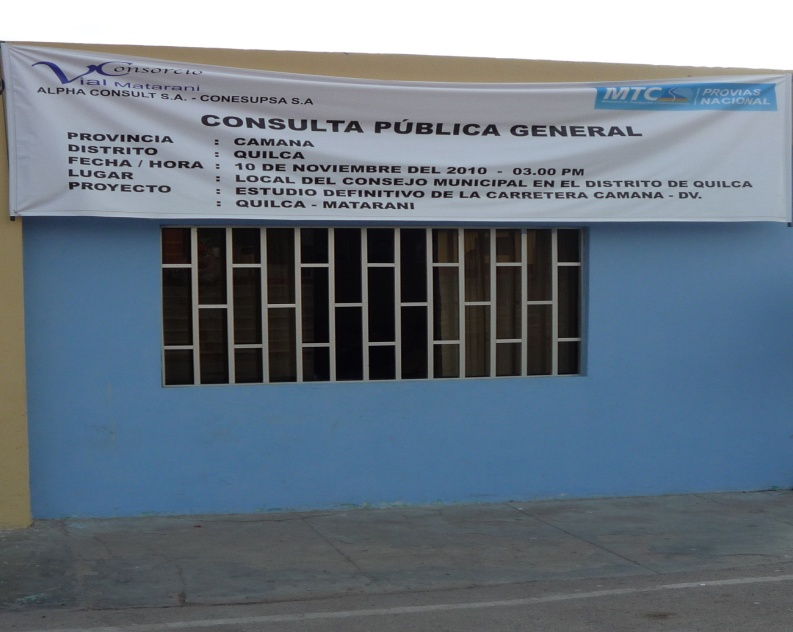 Consorcio
Vial Matarani
ALPHA CONSULT S.A. - CONESUPSA S.A
MTC PROVIAS NACIONAL
CONSULTA PÚBLICA GENERAL
PROVINCIA : CAMANA
DISTRITO : QUILCA
FECHA / HORA : 10 DE NOVIEMBRE DEL 2010 - 03.00 PM
LUGAR : LOCAL DEL CONSEJO MUNICIPAL EN EL DISTRITO DE QUILCA
PROYECTO : ESTUDIO DEFINITIVO DE LA CARRETERA CAMANA - DV.
: QUILCA - MATARANI